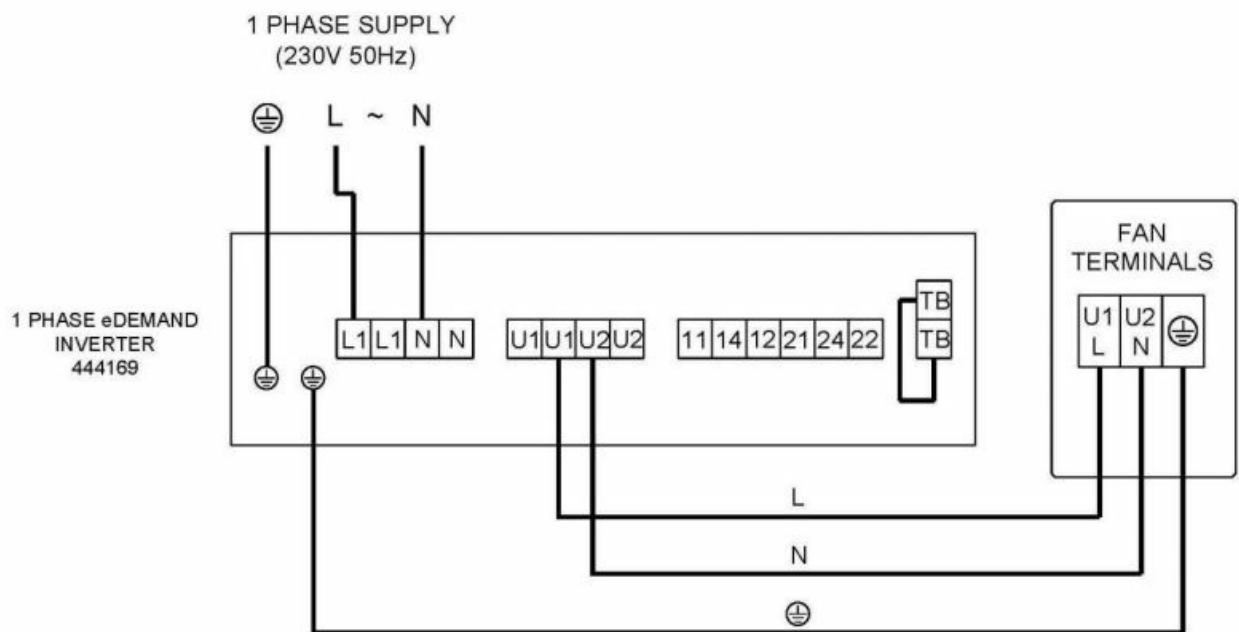 1 PHASE SUPPLY
(230V 50Hz)
L ~ N
1 PHASE eDEMAND
INVERTER
444169
L1 L1 N N
U1 U1 U2 U2
11 14 12 21 24 22
TB
TB
FAN
TERMINALS
U1 U2
L N
L
N